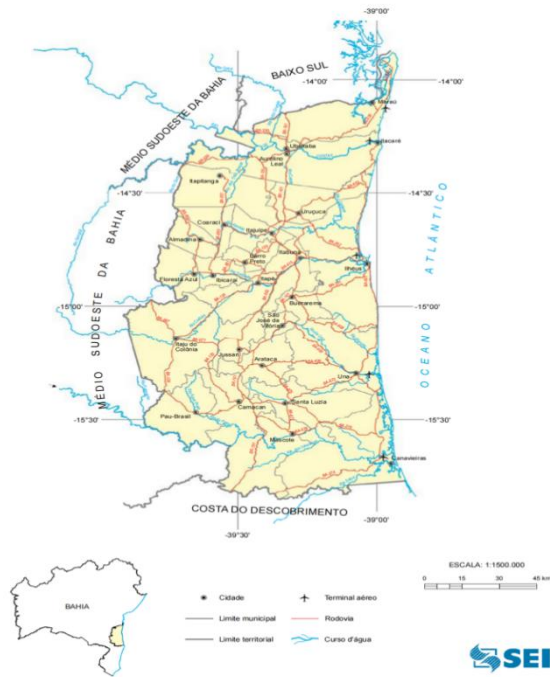 -39°00'
BAIXO SUL
-14°00'
-14°00'
Maraú
MÉDIO SUDOESTE DA BAHIA
Ubaitaba
Aurelino
Leal
Itacaré
-14°30'
Itapitanga
-14°30'
Uruçuca
Coaraci
Itajuípe
Almadina
Barro
Preto
Itabuna
Ilhéus
Floresta Azul
Ibicaraí
Itapé
MÉDIO SUDOESTE DA BAHIA
OCEANO ATLÂNTICO
-15°00'
-15°00'
Buerarema
São
José da
Vitória
Itaju do
Colônia
Jussari
Arataca
Una
Camacan
Santa Luzia
Pau-Brasil
-15°30'
-15°30'
Mascote
Canavieiras
COSTA DO DESCOBRIMENTO
-39°00'
-39°30'
BAHIA
ESCALA: 1:1500.000
0 15 30 45 km
Cidade
Terminal aéreo
Limite municipal
Rodovia
Limite territorial
Curso d'água
SEI